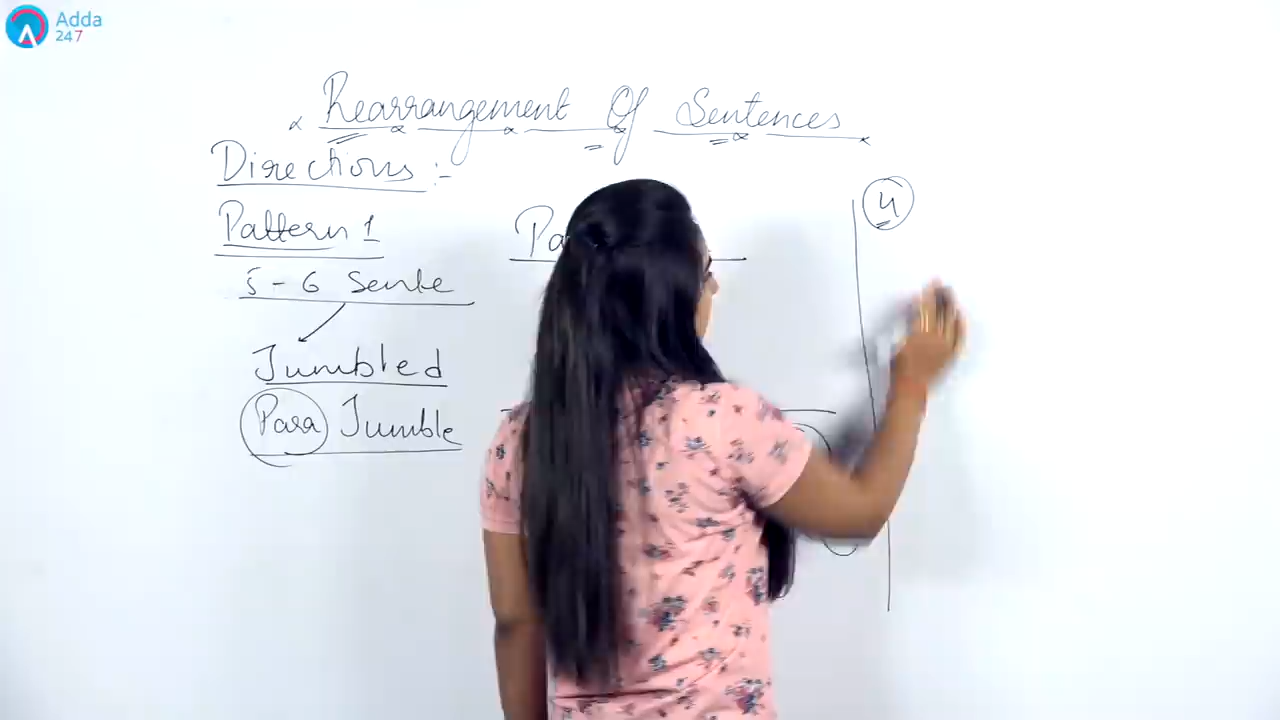 Adda
247
Rearrangement Of Sentences
Directions :-
Pattern 1
5 - 6 Sente
Jumbled
Para Jumble
4